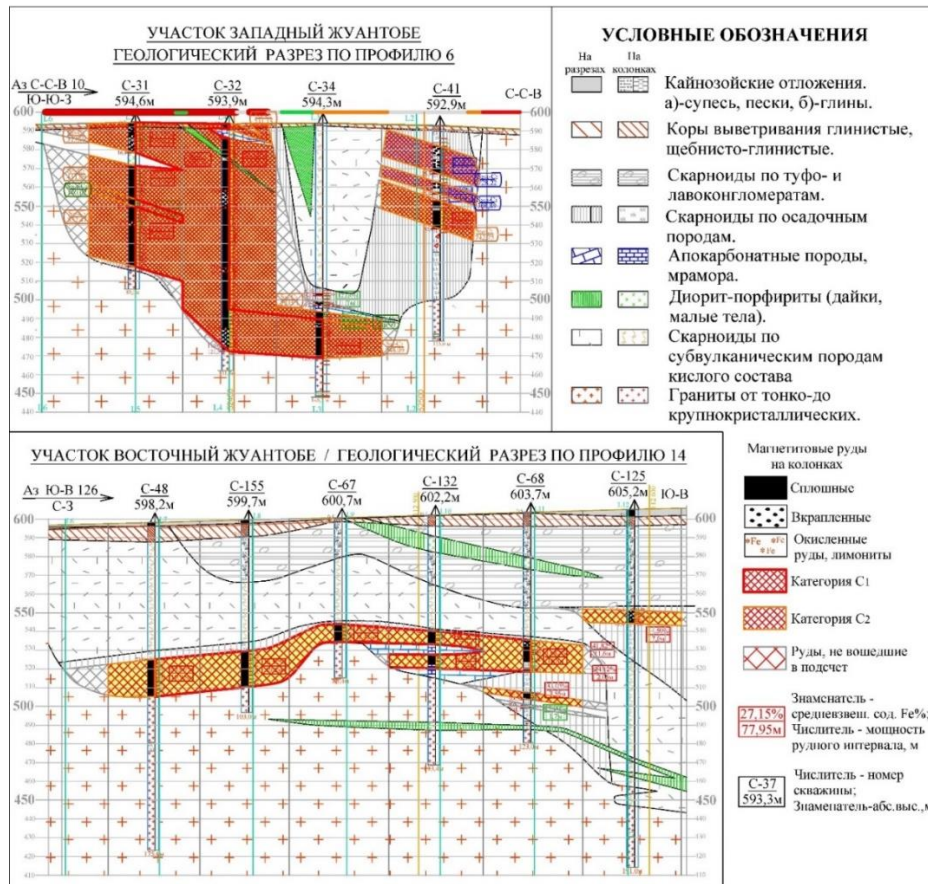 УЧАСТОК ЗАПАДНЫЙ ЖУАНТОБЕ
ГЕОЛОГИЧЕСКИЙ РАЗРЕЗ ПО ПРОФИЛЮ 6
Аз С-С-В 10
Ю-Ю-З
С-31
594,6м
С-32
593,9м
С-34
594,3м
С-41
592,9м
С-С-В
600
550
500
450
УСЛОВНЫЕ ОБОЗНАЧЕНИЯ
На разрезах
На колонках
Кайнозойские отложения.
а)-супесь, пески, б)-глины.
Коры выветривания глинистые,
щебнисто-глинистые.
Скарноиды по туфо- и
лавоконгломератам.
Скарноиды по осадочным
породам.
Апокарбонатные породы,
мрамора.
Диорит-порфириты (дайки,
малые тела).
Скарноиды по
субвулканическим породам
кислого состава
Граниты от тонко-до
крупнокристаллических.
Магнетитовые руды
на колонках
Сплошные
Вкрапленные
Окисленные
руды, лимониты
Категория С1
Категория С2
Руды, не вошедшие
в подсчет
27,15%
77,95м
Знаменатель -
средневзвеш. сод. Fe%;
Числитель - мощность
рудного интервала, м
С-37
593,3м
Числитель - номер
скважины;
Знаменатель-абс.выс.,м
УЧАСТОК ВОСТОЧНЫЙ ЖУАНТОБЕ / ГЕОЛОГИЧЕСКИЙ РАЗРЕЗ ПО ПРОФИЛЮ 14
Аз Ю-В 126
С-З
С-48
598,2м
С-155
599,7м
С-67
600,7м
С-132
602,2м
С-68
603,7м
С-125
605,2м
Ю-В
600
550
500
450